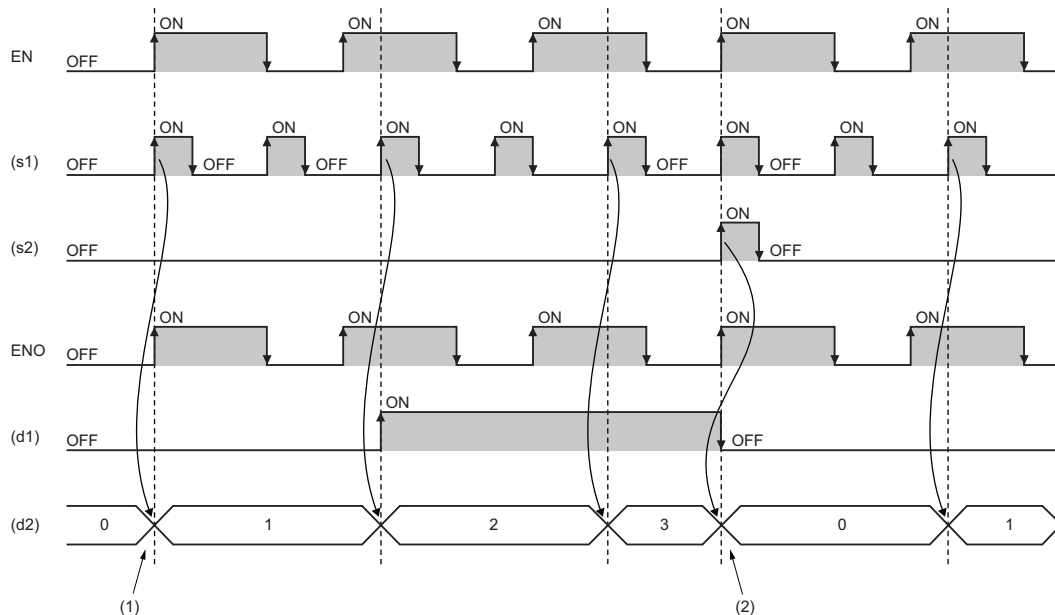 EN OFF ON ON ON ON ON
(s1) OFF ON OFF ON OFF ON ON ON OFF ON OFF ON ON
(s2) OFF ON OFF
ENO OFF ON ON ON ON ON
(d1) OFF ON OFF
(d2) 0 1 2 3 0 1
(1) (2)